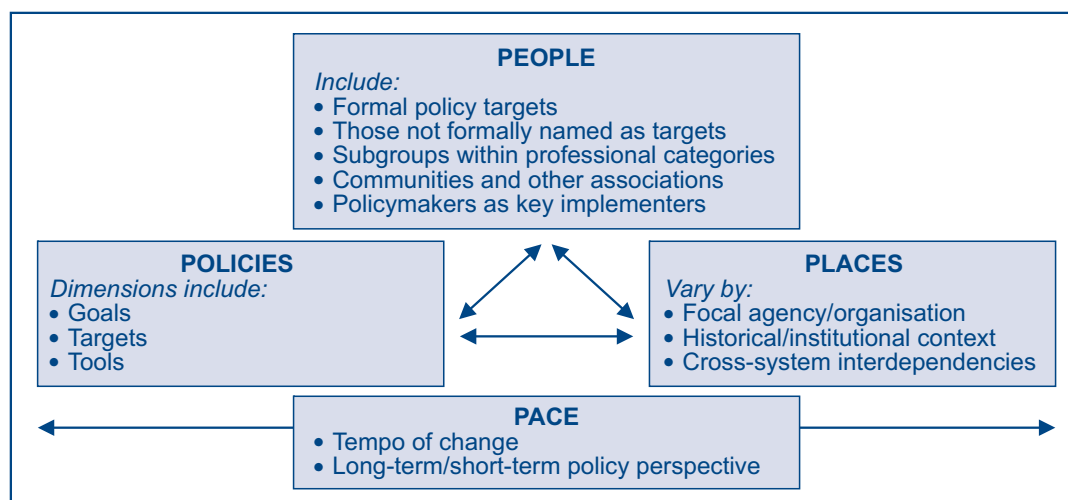 PEOPLE
Include:
• Formal policy targets
• Those not formally named as targets
• Subgroups within professional categories
• Communities and other associations
• Policymakers as key implementers
POLICIES
Dimensions include:
• Goals
• Targets
• Tools
PLACES
Vary by:
• Focal agency/organisation
• Historical/institutional context
• Cross-system interdependencies
PACE
• Tempo of change
• Long-term/short-term policy perspective